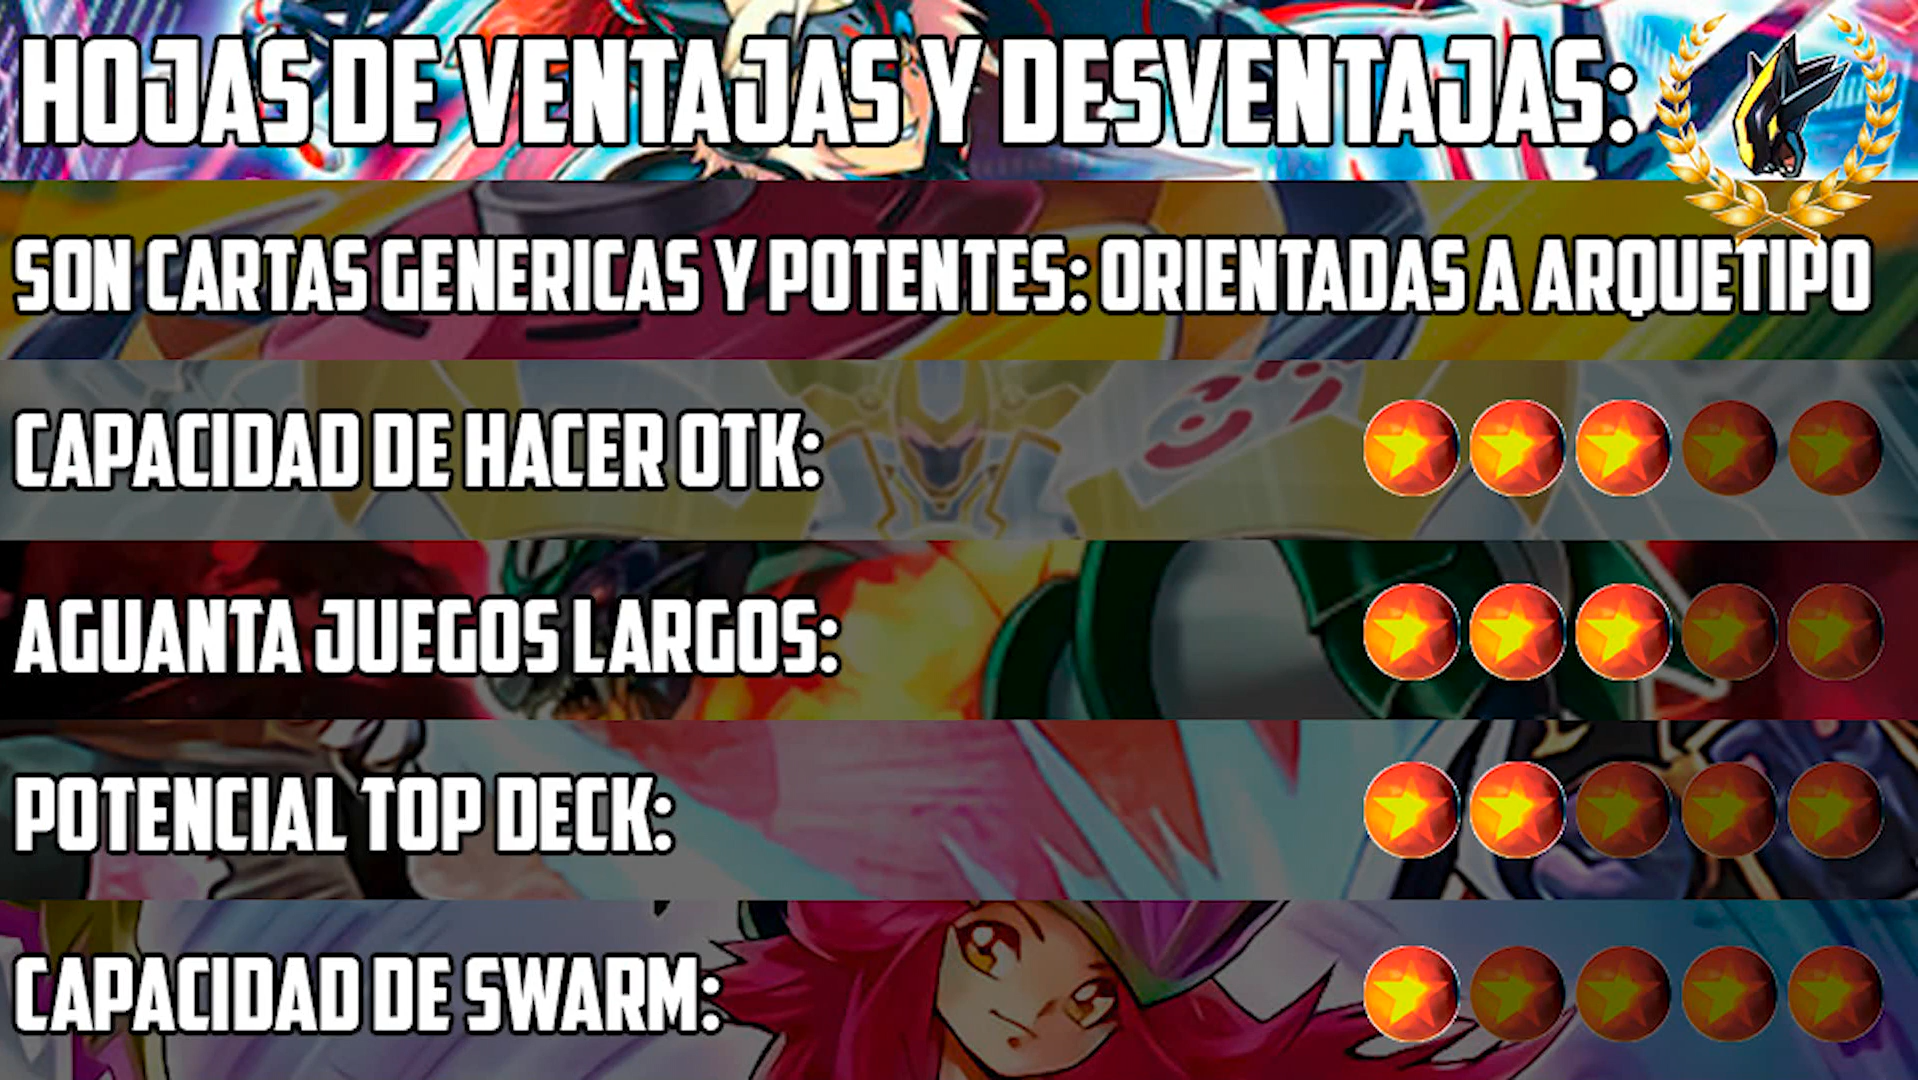 HOJAS DE VENTAJAS Y DESVENTAJAS:
SON CARTAS GENERICAS Y POTENTES: ORIENTADAS A ARQUETIPO
CAPACIDAD DE HACER OTK:
AGUANTA JUEGOS LARGOS:
POTENCIAL TOP DECK:
CAPACIDAD DE SWARM: